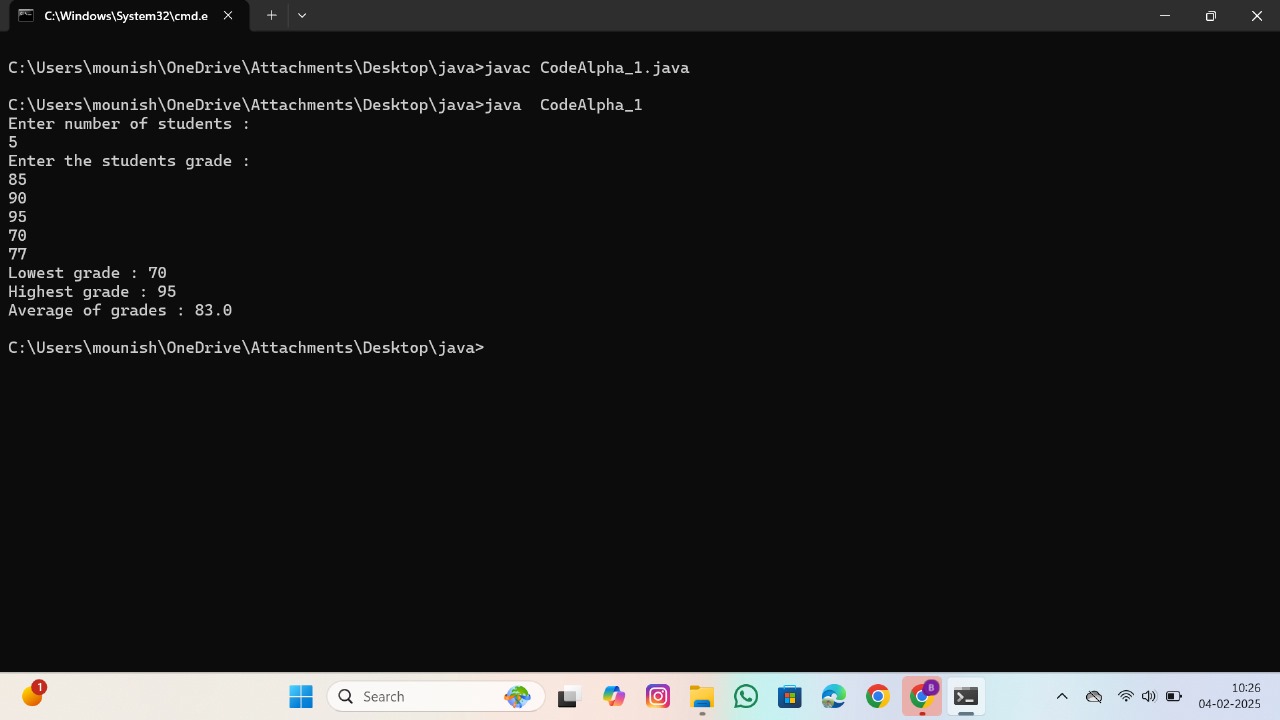 C:\Windows\System32\cmd.e
C:\Users\mounish\OneDrive\Attachments\Desktop\java>javac CodeAlpha_1.java
C:\Users\mounish\OneDrive\Attachments\Desktop\java>java  CodeAlpha_1
Enter number of students :
5
Enter the students grade :
85
90
95
70
77
Lowest grade : 70
Highest grade : 95
Average of grades : 83.0
C:\Users\mounish\OneDrive\Attachments\Desktop\java>
1
Search
B
10:26
04-02-2025